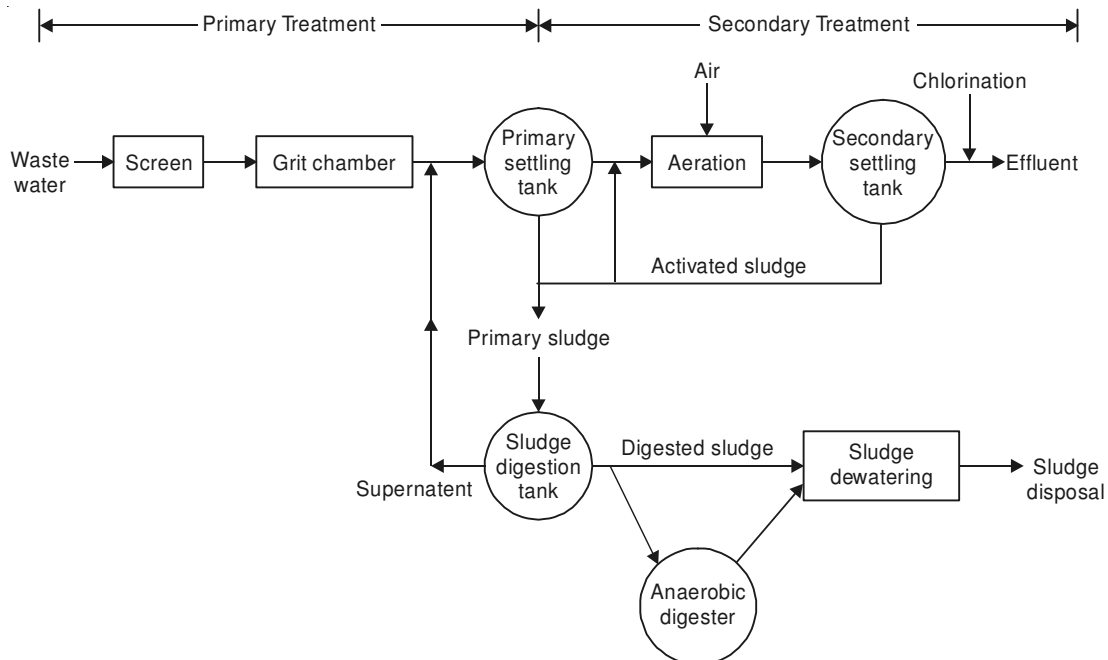 Primary Treatment
Secondary Treatment
Air
Chlorination
Waste
water
Screen
Grit chamber
Primary
settling
tank
Aeration
Secondary
settling
tank
Effluent
Activated sludge
Primary sludge
Sludge
digestion
tank
Supernatent
Digested sludge
Sludge
dewatering
Sludge
disposal
Anaerobic
digester